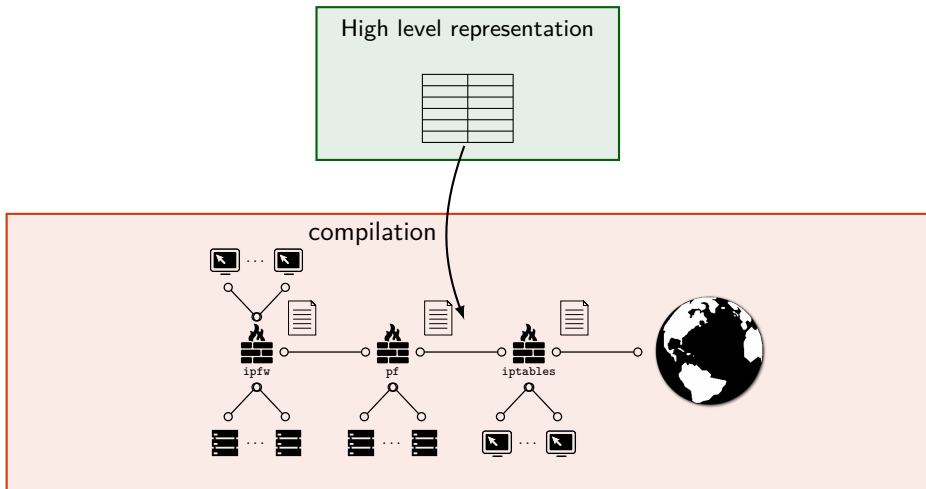 High level representation
compilation
...
ipfw
pf
iptables
... ... ...